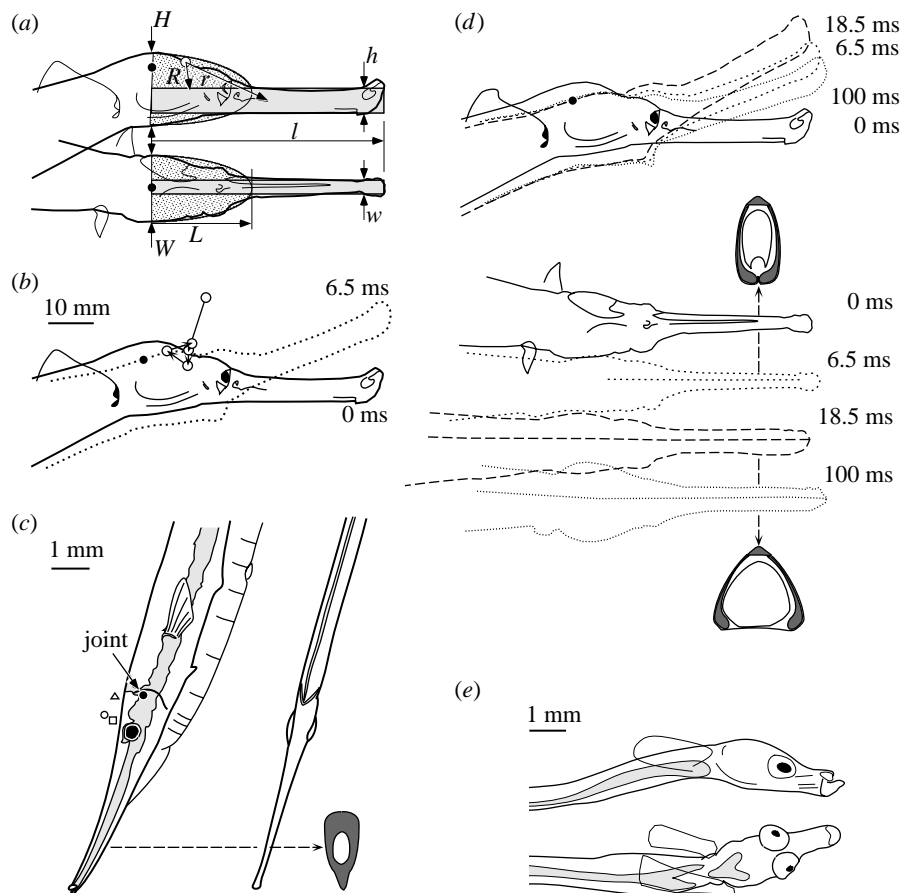 (a)
H
h
R
r
l
L
W
w
(b)
10 mm
6.5 ms
0 ms
(c)
1 mm
joint
(d)
18.5 ms
6.5 ms
100 ms
0 ms
0 ms
6.5 ms
18.5 ms
100 ms
(e)
1 mm